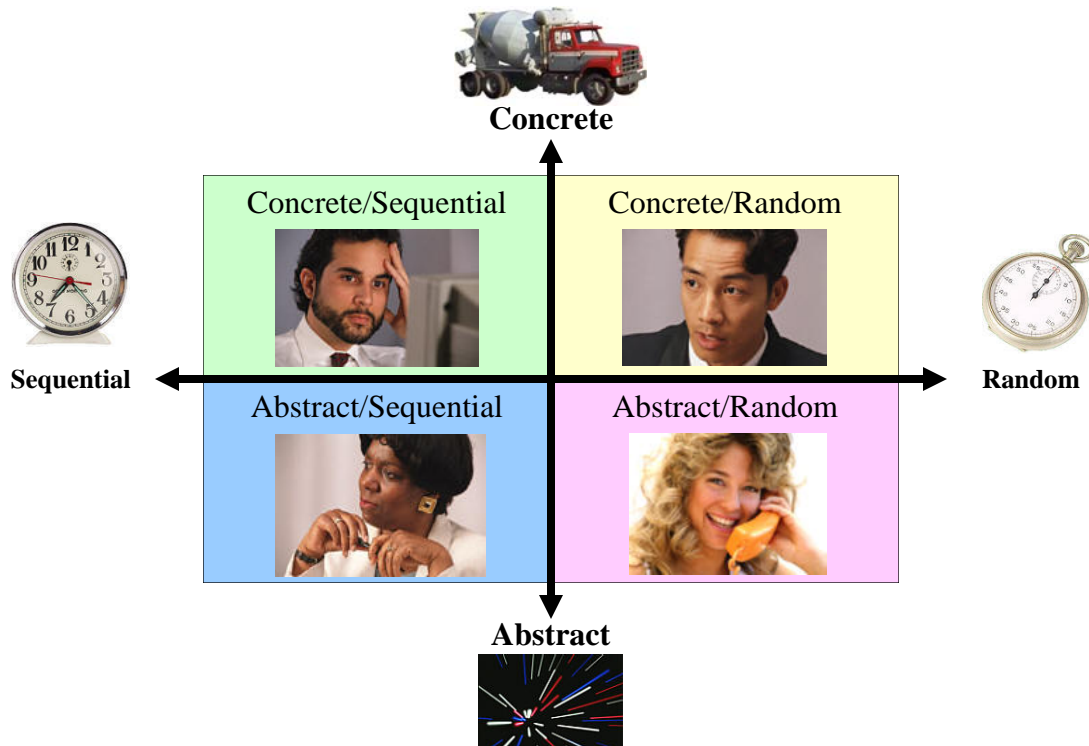 Concrete
Concrete/Sequential
Concrete/Random
Sequential
Random
Abstract/Sequential
Abstract/Random
Abstract